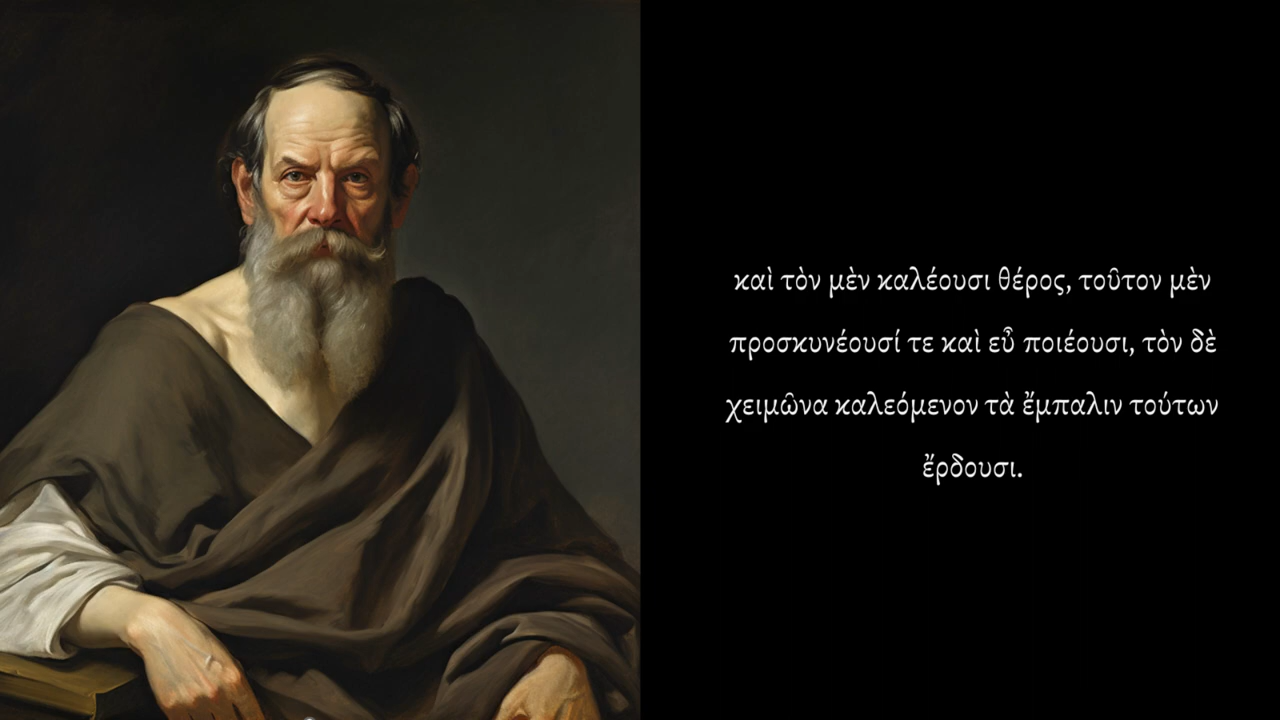 καὶ τὸν μὲν καλέουσι θέρος, τοῦτον μὲν
προσκυνέουσί τε καὶ εὖ ποιέουσι, τὸν δὲ
χειμῶνα καλεόμενον τὰ ἔμπαλιν τούτων
ἔρδουσι.